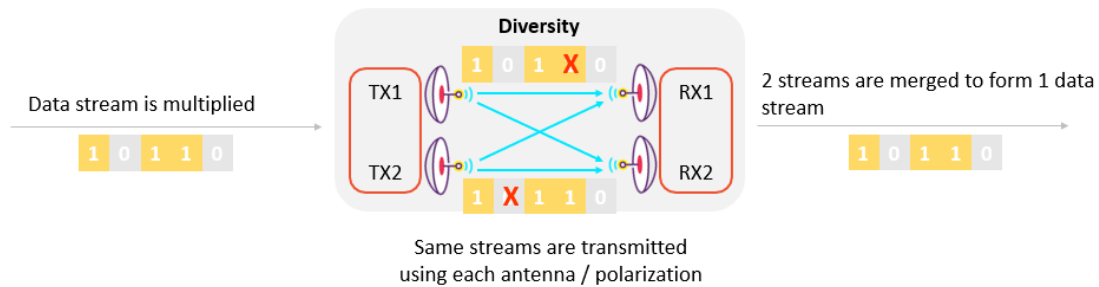 Diversity
1 0 1 X 0
Data stream is multiplied
1 0 1 1 0
TX1
TX2
RX1
RX2
1 X 1 1 0
2 streams are merged to form 1 data
stream
1 0 1 1 0
Same streams are transmitted
using each antenna / polarization